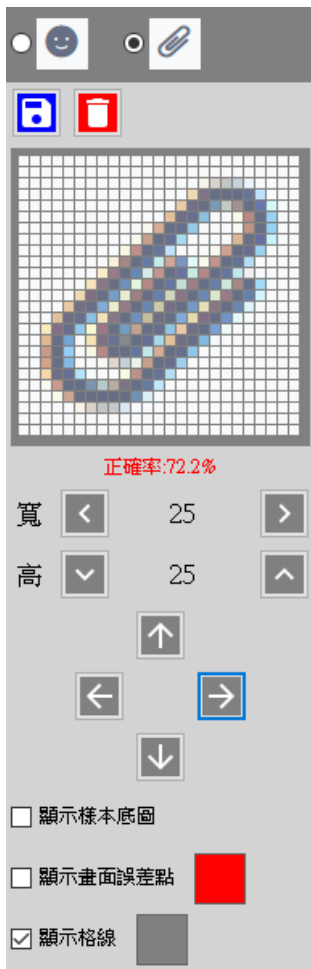 正確率:72.2%
寬 25
高 25
顯示樣本底圖
顯示畫面誤差點
顯示格線